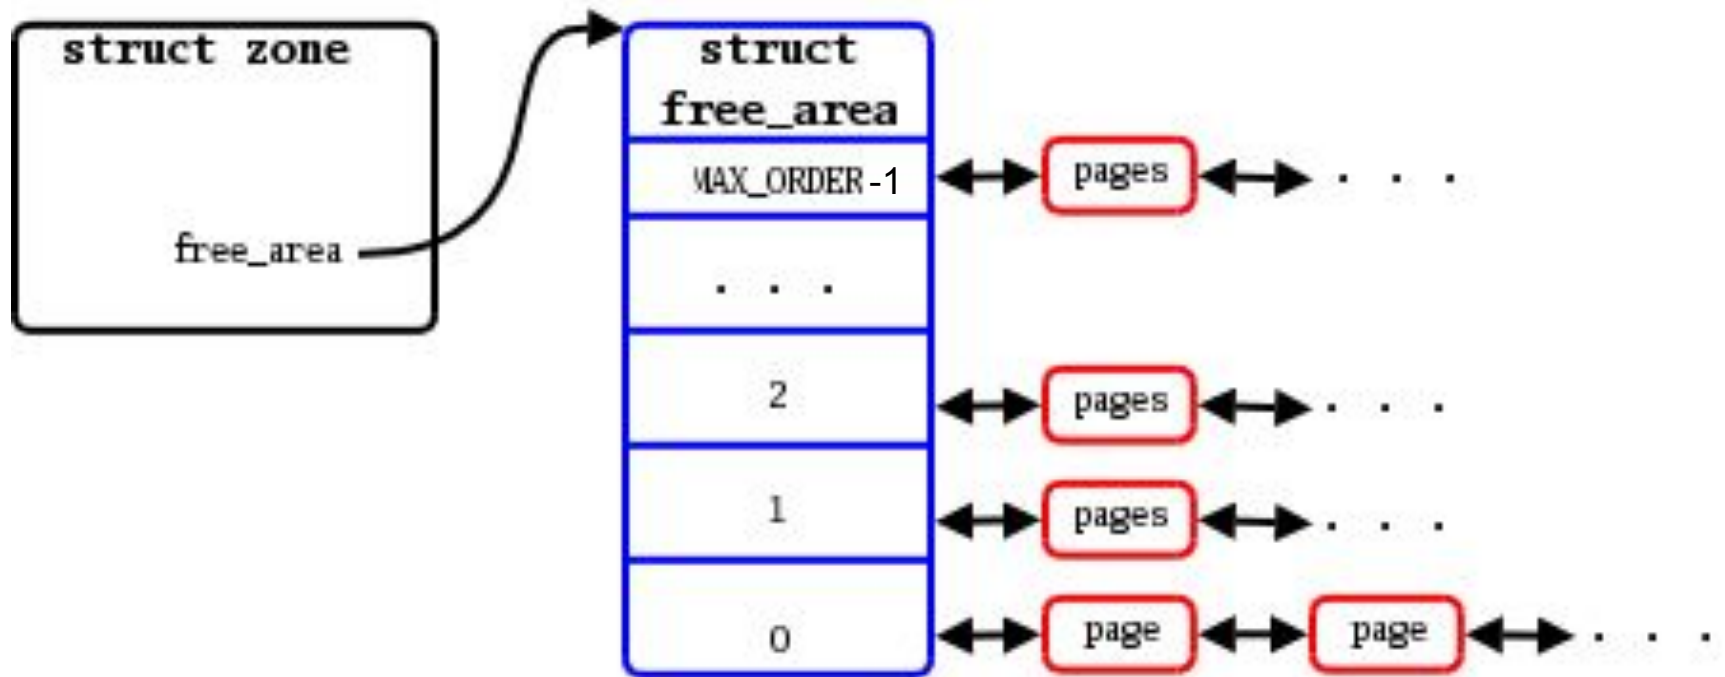 struct zone
free_area
struct
free_area
MAX_ORDER -1
pages
. . .
. . .
2
pages
. . .
1
pages
. . .
0
page
page
. . .